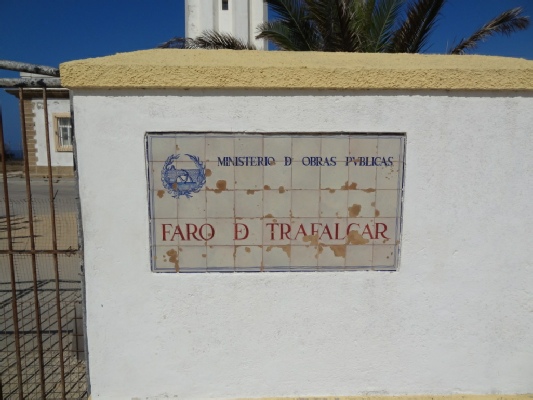 MINISTERIO D OBRAS PVBLICAS
FARO D TRAFALGAR